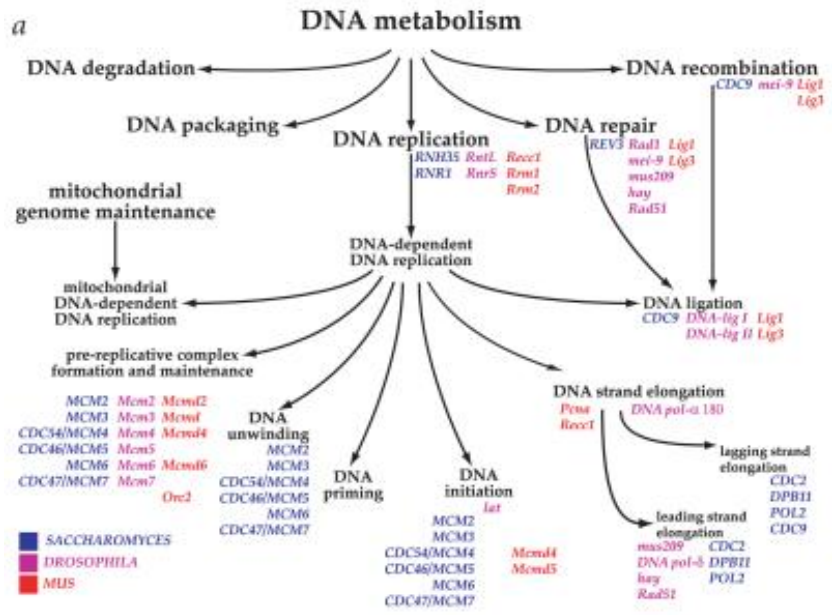 a
DNA metabolism
DNA degradation
DNA recombination
CDC9 mei-9 Lig1
Lig3
DNA packaging
DNA replication
RNH35 RntL Recc1
RNR1 RnrS Rrm1
Rrm2
DNA repair
REV3 Rad1 Lig1
mei-9 Lig3
mus209
hay
Rad51
mitochondrial
genome maintenance
DNA-dependent
DNA replication
mitochondrial
DNA-dependent
DNA replication
DNA ligation
CDC9 DNA-lig I Lig1
DNA-lig II Lig3
pre-replicative complex
formation and maintenance
MCM2 Mcm2 Mcmd2
MCM3 Mcm3 Mcmd
CDC54/MCM4 Mcm4 Mcmd4
CDC46/MCM5 Mcm5
MCM6 Mcm6 Mcmd6
CDC47/MCM7 Mcm7
Orc2
DNA
unwinding
MCM2
MCM3
CDC54/MCM4
CDC46/MCM5
MCM6
CDC47/MCM7
DNA
priming
DNA
initiation
lat
MCM2
MCM3
CDC54/MCM4 Mcmd4
CDC46/MCM5 Mcmd5
MCM6
CDC47/MCM7
DNA strand elongation
Pcna DNA pol-α 180
Recc1
lagging strand
elongation
CDC2
DPB11
POL2
CDC9
leading strand
elongation
mus209 CDC2
DNA pol-δ DPB11
hay POL2
Rad51
SACCHAROMYCES
DROSOPHILA
MUS